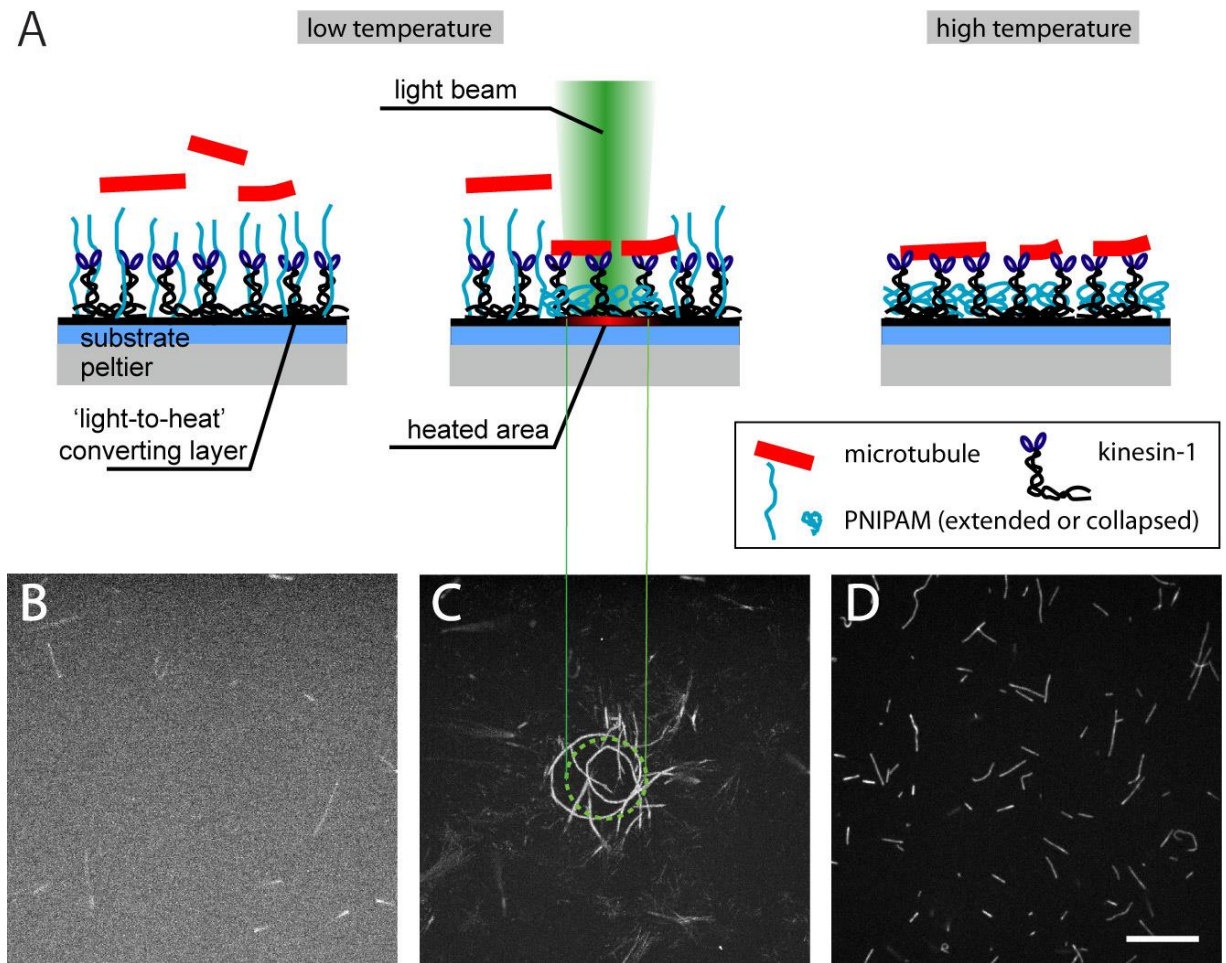 A
low temperature
high temperature
light beam
substrate
peltier
'light-to-heat'
converting layer
heated area
microtubule
kinesin-1
PNIPAM (extended or collapsed)
B
C
D